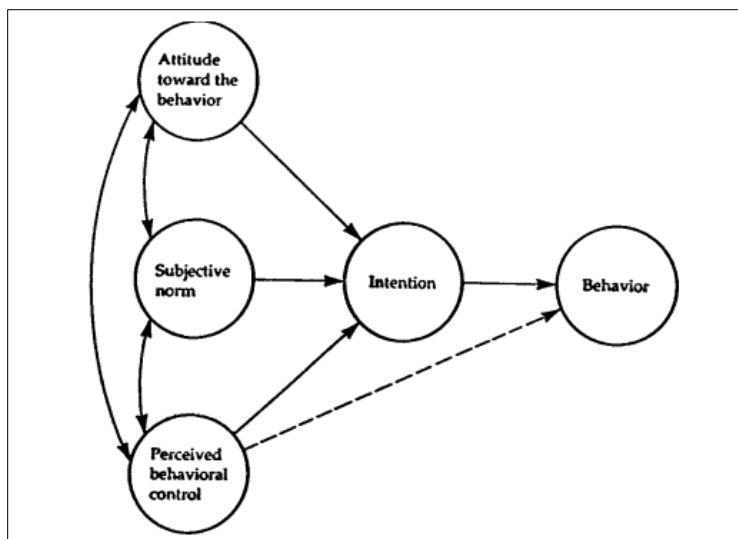 Attitude
toward the
behavior
Subjective
norm
Intention
Behavior
Perceived
behavioral
control